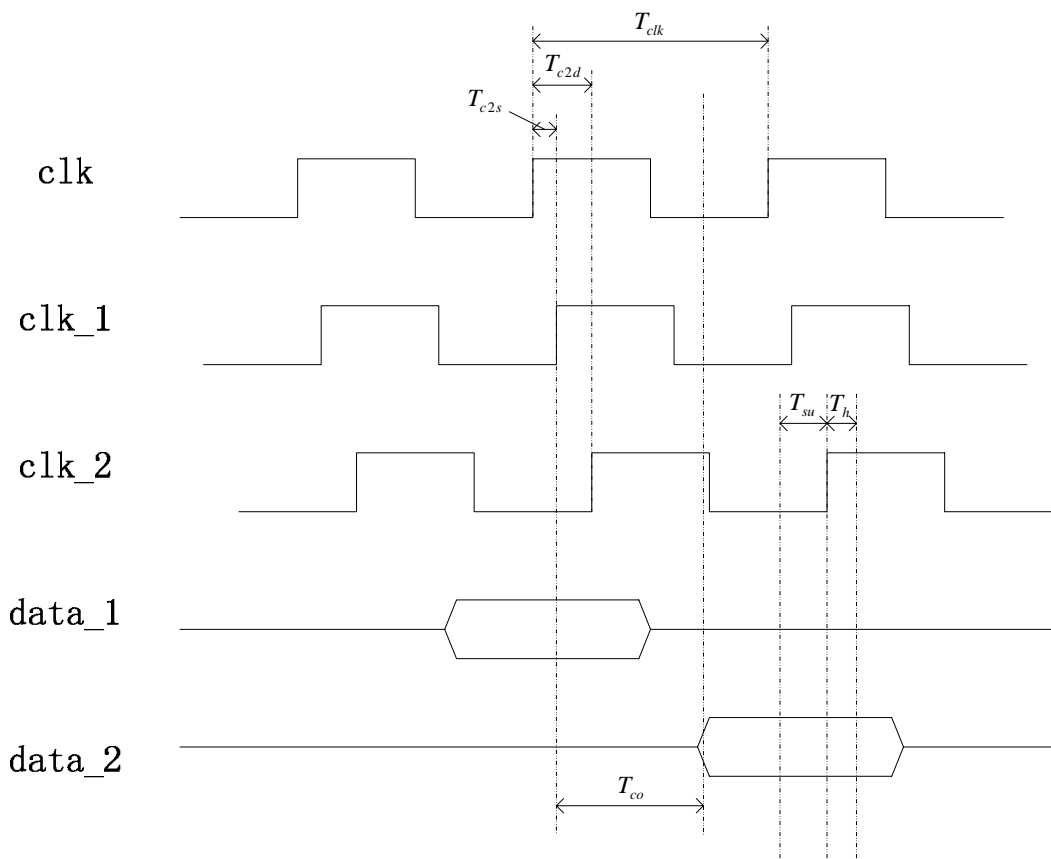 T_clk
T_c2d
T_c2s
clk
clk_1
T_su T_h
clk_2
data_1
data_2
T_co